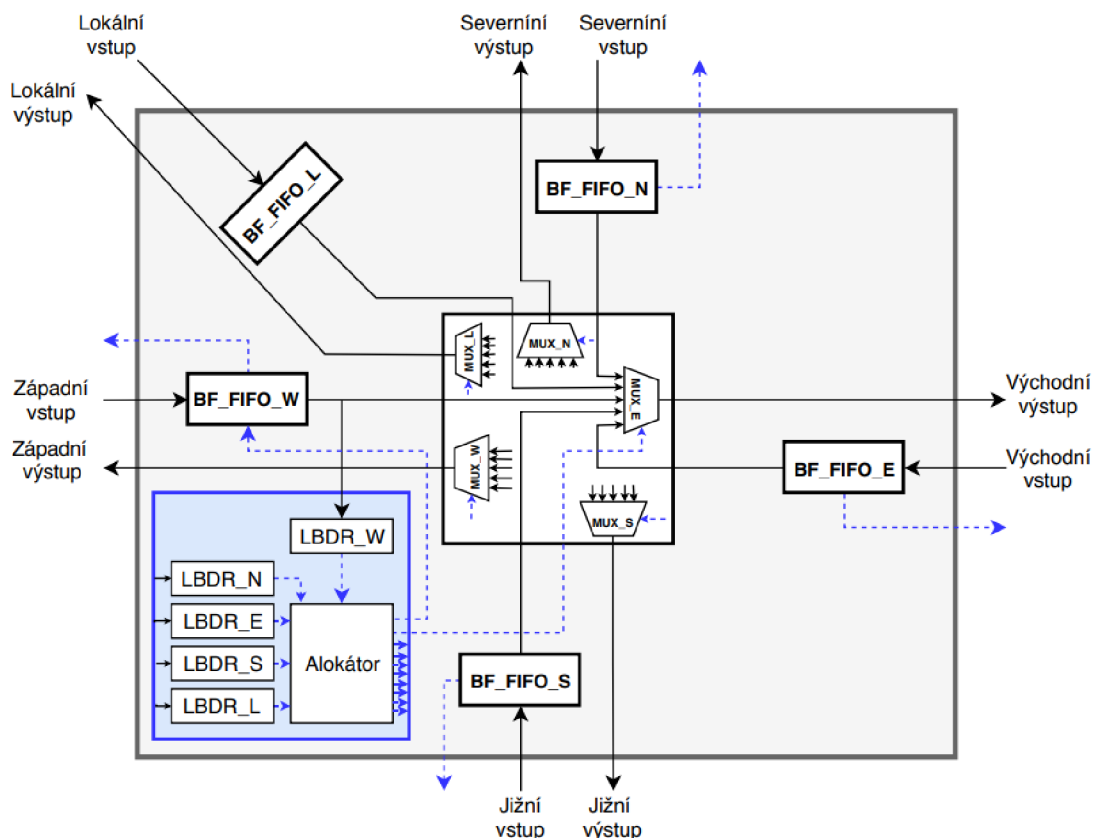 Lokální
vstup
Severníní
výstup
Severní
vstup
Lokální
výstup
BF_FIFO_L
BF_FIFO_N
MUX_L
MUX_N
MUX_E
Západní
vstup
BF_FIFO_W
Východní
výstup
Západní
výstup
MUX_W
BF_FIFO_E
Východní
vstup
MUX_S
LBDR_W
LBDR_N
LBDR_E
LBDR_S
LBDR_L
Alokátor
BF_FIFO_S
Jižní
vstup
Jižní
výstup